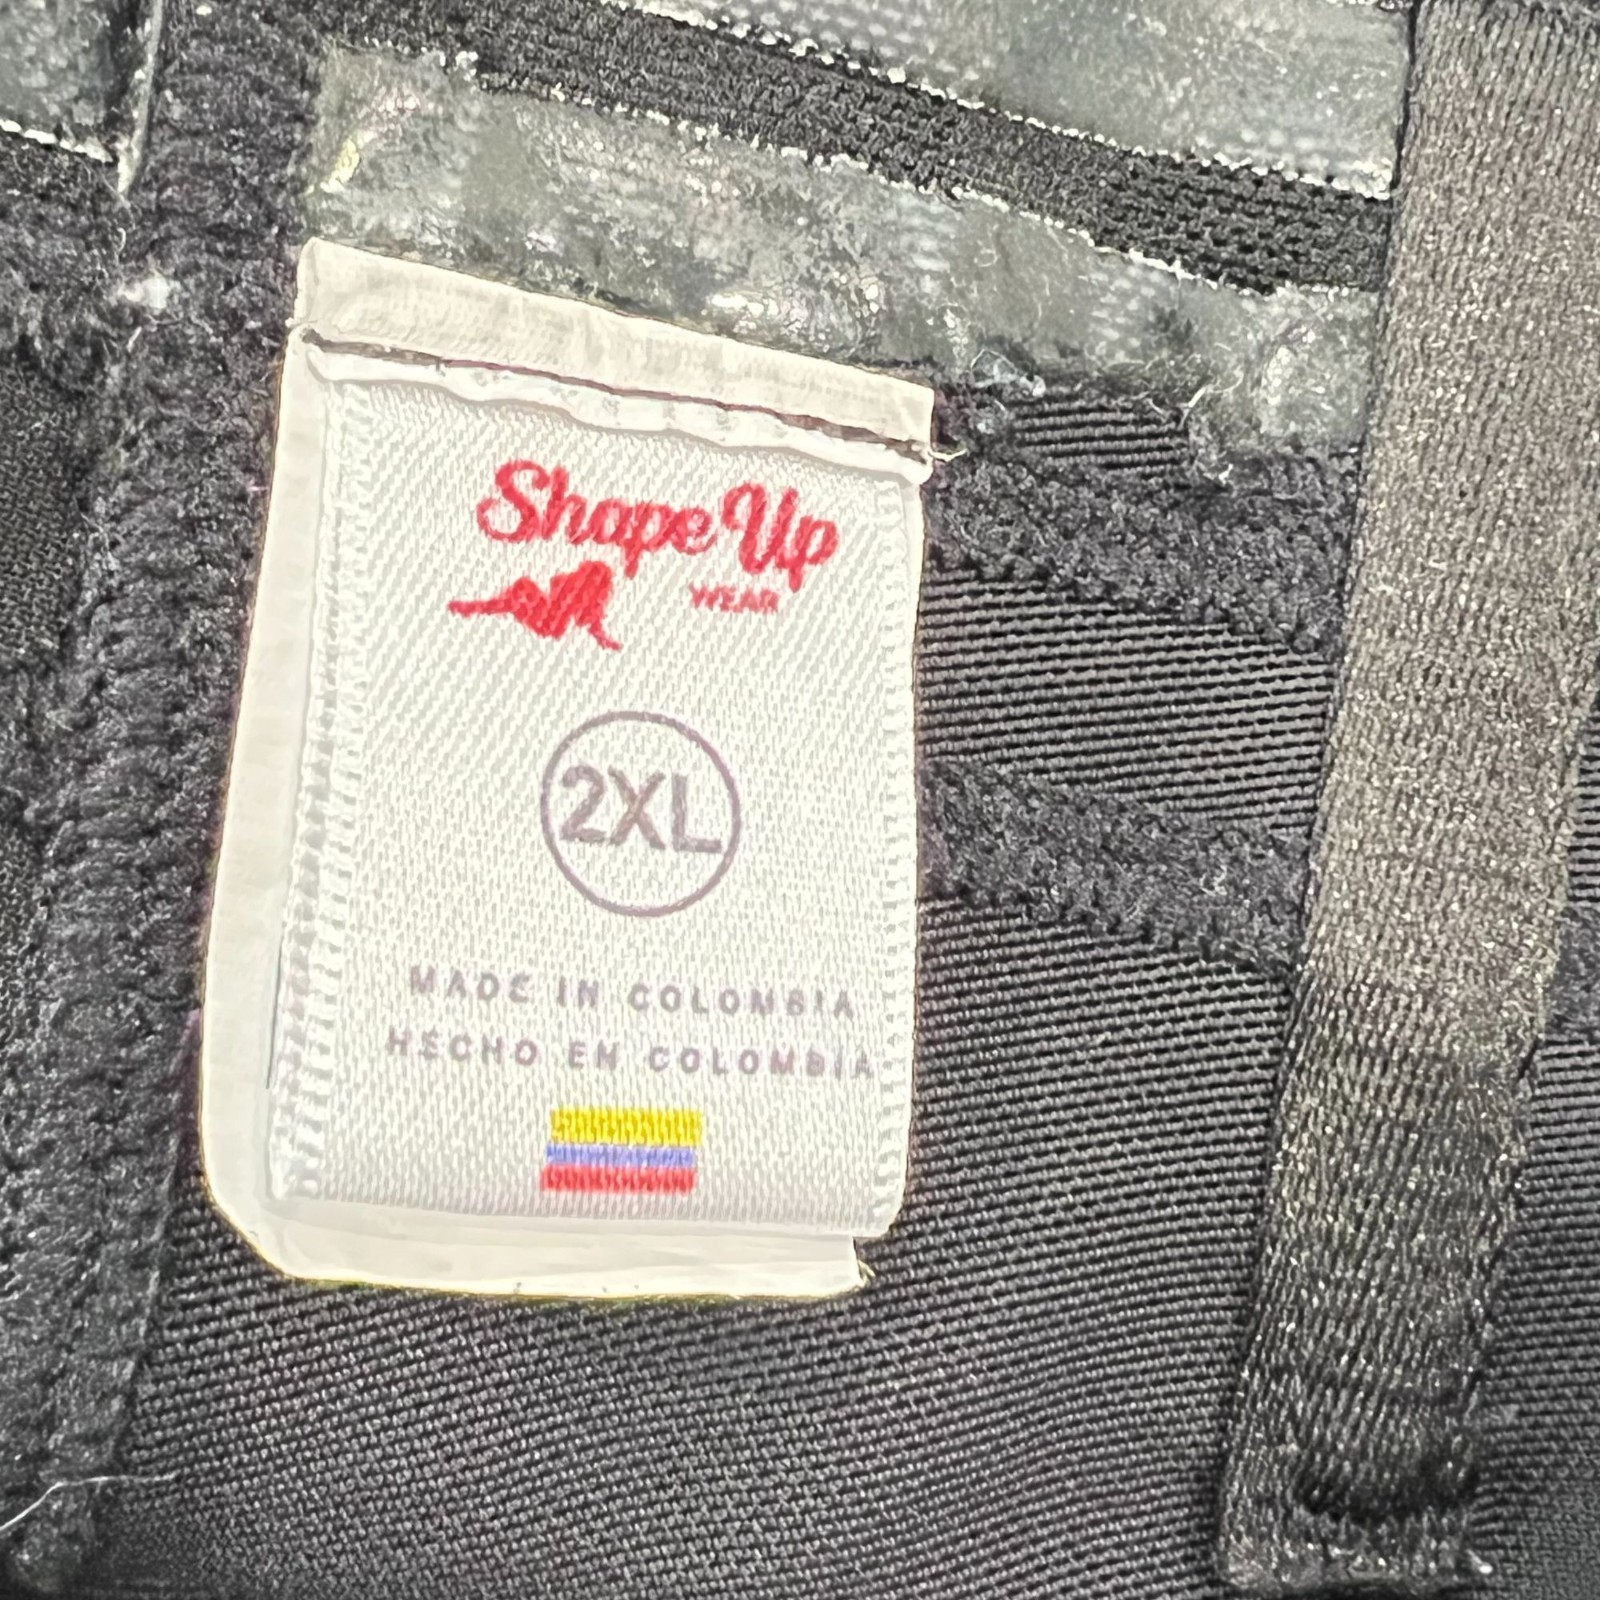 Shape Up
WEAR
2XL
MADE IN COLOMBIA
HECHO EN COLOMBIA